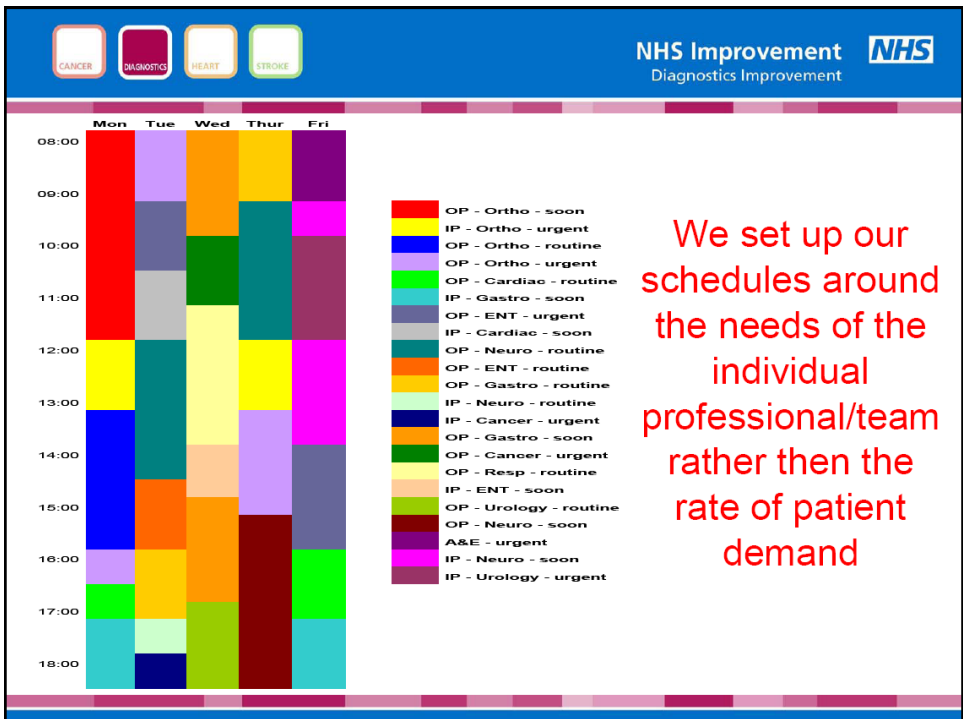 CANCER
DIAGNOSTICS
HEART
STROKE
NHS Improvement
NHS
Diagnostics Improvement
Mon Tue Wed Thur Fri
08:00
09:00
10:00
11:00
12:00
13:00
14:00
15:00
16:00
17:00
18:00
OP - Ortho - soon
IP - Ortho - urgent
OP - Ortho - routine
OP - Ortho - urgent
OP - Cardiac - routine
IP - Gastro - soon
OP - ENT - urgent
IP - Cardiac - soon
OP - Neuro - routine
OP - ENT - routine
OP - Gastro - routine
IP - Neuro - routine
IP - Cancer - urgent
OP - Gastro - soon
OP - Cancer - urgent
OP - Resp - routine
IP - ENT - soon
OP - Urology - routine
OP - Neuro - soon
A&E - urgent
IP - Neuro - soon
IP - Urology - urgent
We set up our
schedules around
the needs of the
individual
professional/team
rather then the
rate of patient
demand